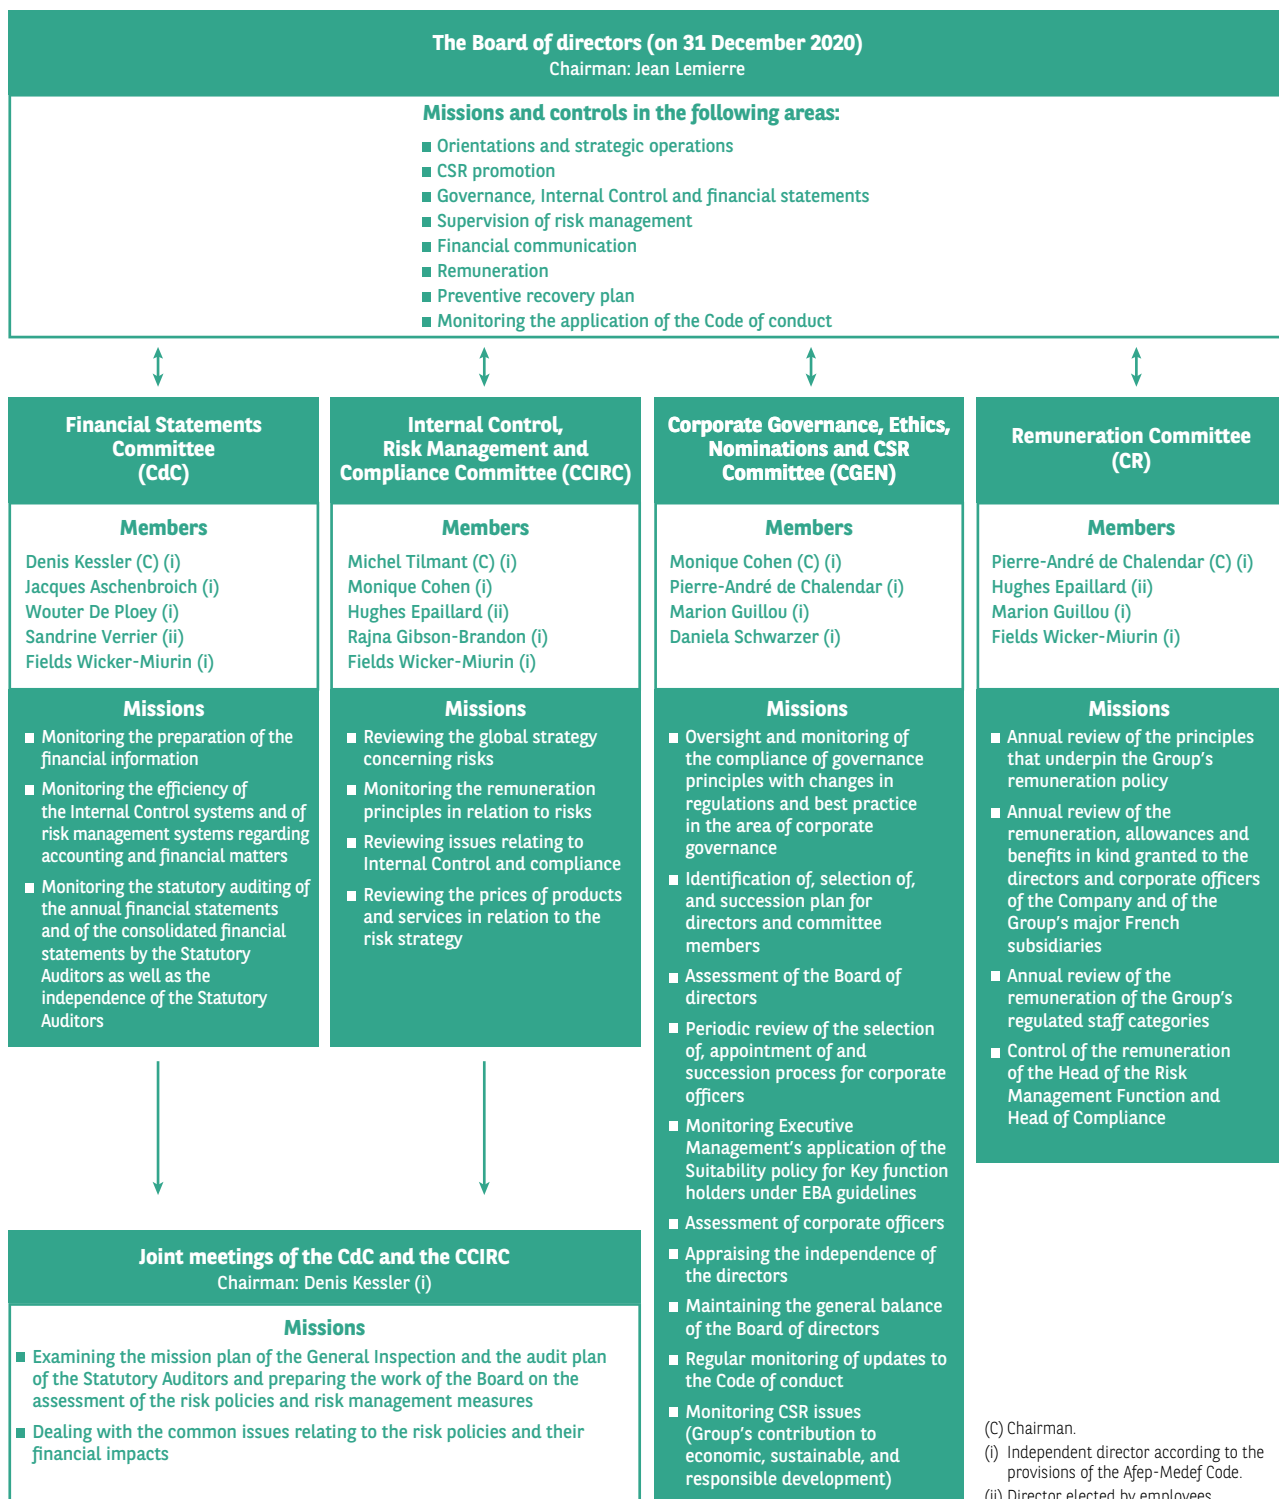 The Board of directors (on 31 December 2020)
Chairman: Jean Lemierre
Missions and controls in the following areas:
■ Orientations and strategic operations
■ CSR promotion
■ Governance, Internal Control and financial statements
■ Supervision of risk management
■ Financial communication
■ Remuneration
■ Preventive recovery plan
■ Monitoring the application of the Code of conduct
Financial Statements
Committee
(CdC)
Members
Denis Kessler (C) (i)
Jacques Aschenbroich (i)
Wouter De Ploey (i)
Sandrine Verrier (ii)
Fields Wicker-Miurin (i)
Missions
■ Monitoring the preparation of the
financial information
■ Monitoring the efficiency of
the Internal Control systems and of
risk management systems regarding
accounting and financial matters
■ Monitoring the statutory auditing of
the annual financial statements
and of the consolidated financial
statements by the Statutory
Auditors as well as the
independence of the Statutory
Auditors
Internal Control,
Risk Management and
Compliance Committee (CCIRC)
Members
Michel Tilmant (C) (i)
Monique Cohen (i)
Hughes Epaillard (ii)
Rajna Gibson-Brandon (i)
Fields Wicker-Miurin (i)
Missions
■ Reviewing the global strategy
concerning risks
■ Monitoring the remuneration
principles in relation to risks
■ Reviewing issues relating to
Internal Control and compliance
■ Reviewing the prices of products
and services in relation to the
risk strategy
Corporate Governance, Ethics,
Nominations and CSR
Committee (CGEN)
Members
Monique Cohen (C) (i)
Pierre-André de Chalendar (i)
Marion Guillou (i)
Daniela Schwarzer (i)
Missions
■ Oversight and monitoring of
the compliance of governance
principles with changes in
regulations and best practice
in the area of corporate
governance
■ Identification of, selection of,
and succession plan for
directors and committee
members
■ Assessment of the Board of
directors
■ Periodic review of the selection
of, appointment of and
succession process for corporate
officers
■ Monitoring Executive
Management's application of the
Suitability policy for Key function
holders under EBA guidelines
■ Assessment of corporate officers
■ Appraising the independence of
the directors
■ Maintaining the general balance
of the Board of directors
■ Regular monitoring of updates to
the Code of conduct
■ Monitoring CSR issues
(Group's contribution to
economic, sustainable, and
responsible development)
Remuneration Committee
(CR)
Members
Pierre-André de Chalendar (C) (i)
Hughes Epaillard (ii)
Marion Guillou (i)
Fields Wicker-Miurin (i)
Missions
■ Annual review of the principles
that underpin the Group's
remuneration policy
■ Annual review of the
remuneration, allowances and
benefits in kind granted to the
directors and corporate officers
of the Company and of the
Group's major French
subsidiaries
■ Annual review of the
remuneration of the Group's
regulated staff categories
■ Control of the remuneration
of the Head of the Risk
Management Function and
Head of Compliance
Joint meetings of the CdC and the CCIRC
Chairman: Denis Kessler (i)
Missions
■ Examining the mission plan of the General Inspection and the audit plan
of the Statutory Auditors and preparing the work of the Board on the
assessment of the risk policies and risk management measures
■ Dealing with the common issues relating to the risk policies and their
financial impacts
(C) Chairman.
(i) Independent director according to the
provisions of the Afep-Medef Code.
(ii) Director elected by employees